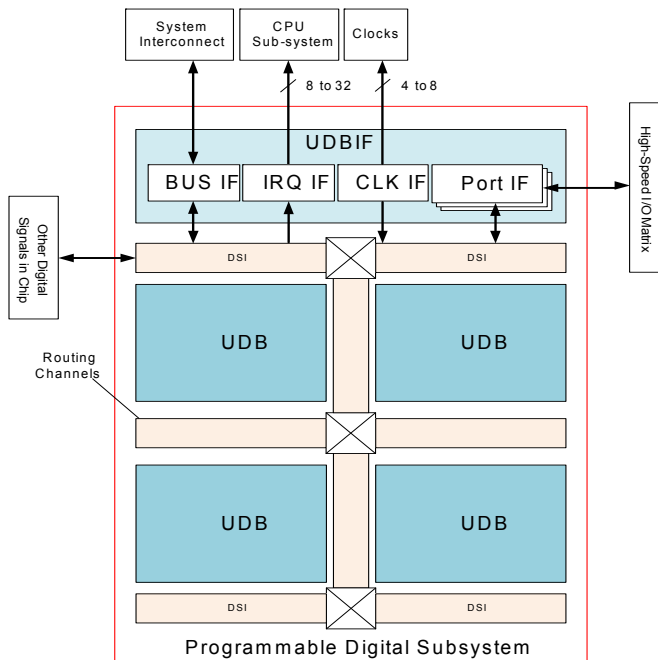 System
Interconnect
CPU
Sub-system
Clocks
8 to 32
4 to 8
UDBIF
BUS IF
IRQ IF
CLK IF
Port IF
High-Speed I/O Matrix
Other Digital
Signals in Chip
DSI
DSI
UDB
UDB
Routing
Channels
UDB
UDB
DSI
DSI
Programmable Digital Subsystem